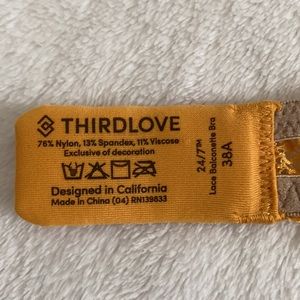 THIRDLOVE
76% Nylon, 13% Spandex, 11% Viscose
Exclusive of decoration
Designed in California
Made in China (04) RN139833
24/7™
Lace Balconette Bra
38A